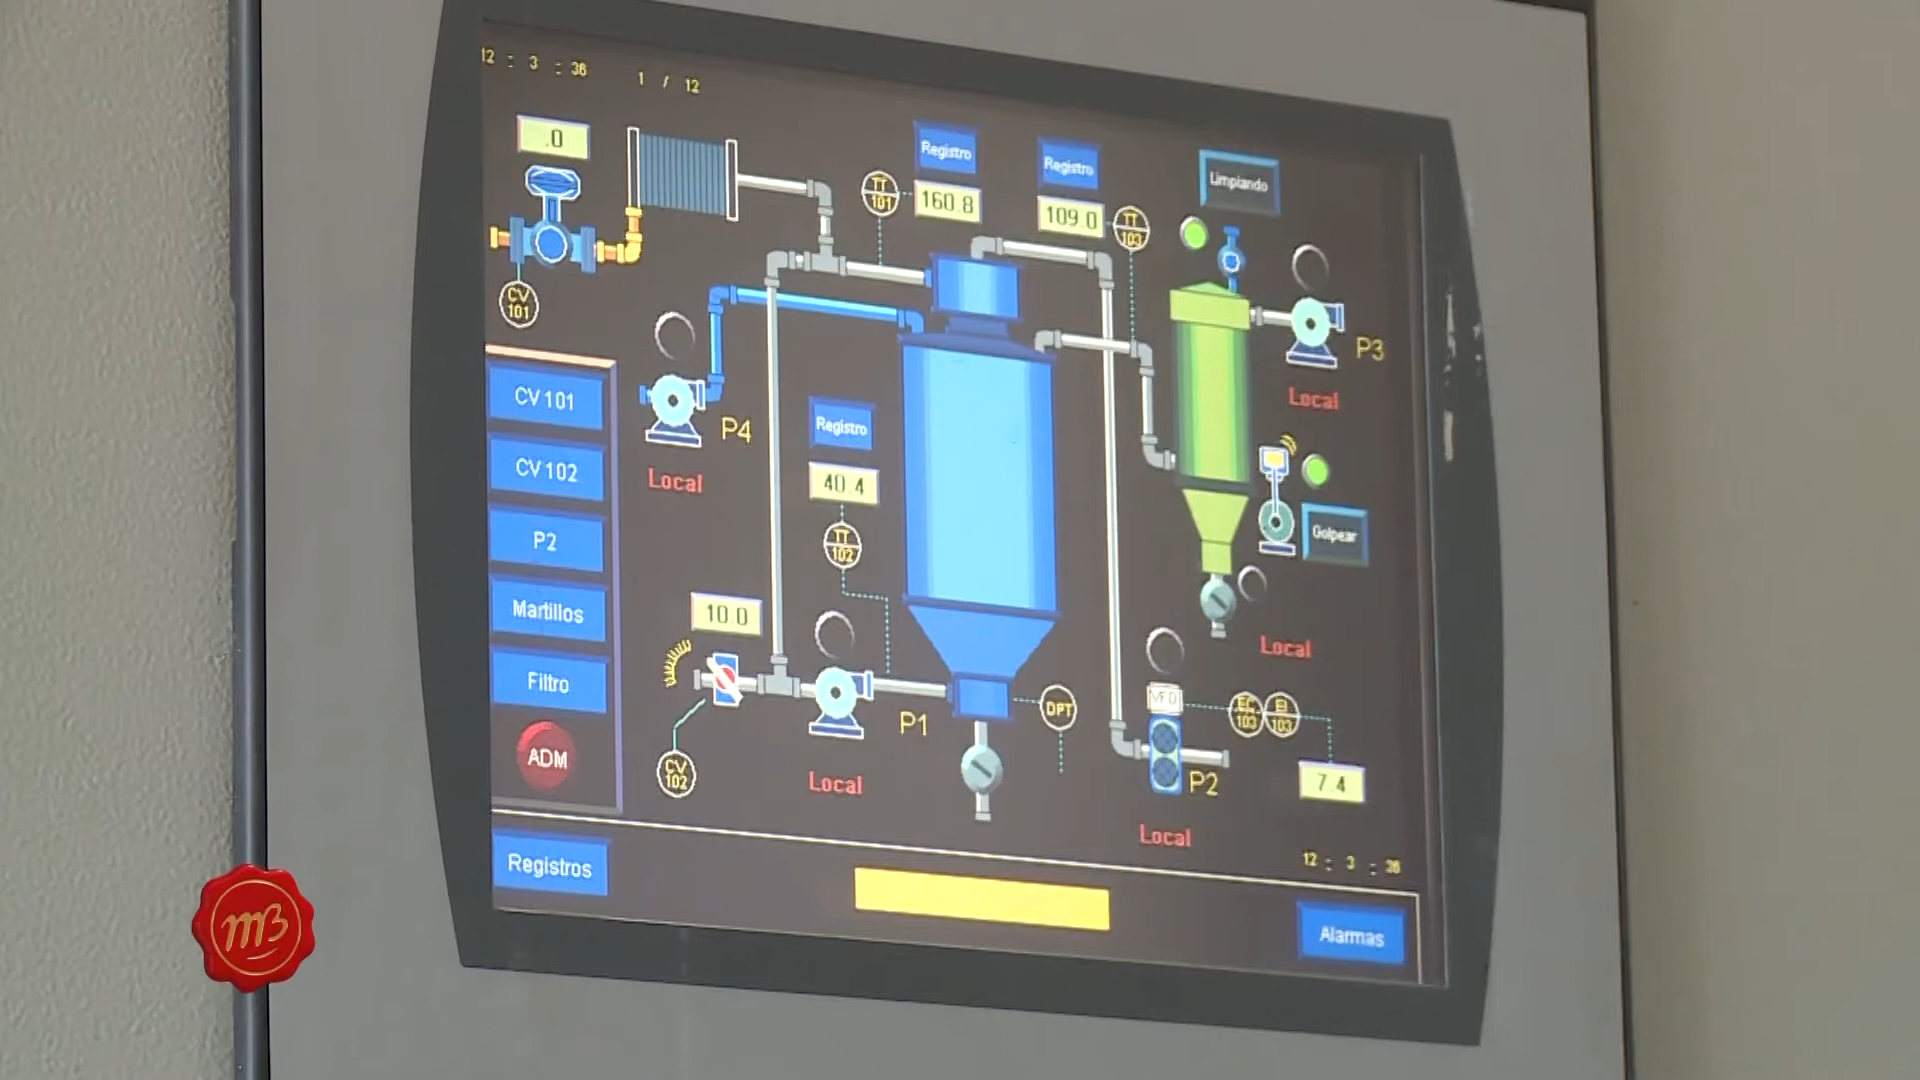 12 : 3 : 36 1 / 12
.0
Registro
Registro
Limpiando
TT 101
160.8
109.0
TT 103
CV 101
P3
Local
CV 101
P4
Registro
Local
CV 102
40.4
TT 102
Golpear
P2
Martillos
10.0
Local
Filtro
VFD
EC 103
EI 103
DPT
P1
ADM
CV 102
Local
P2
7.4
Local
12 : 3 : 36
Registros
Alarmas
mB